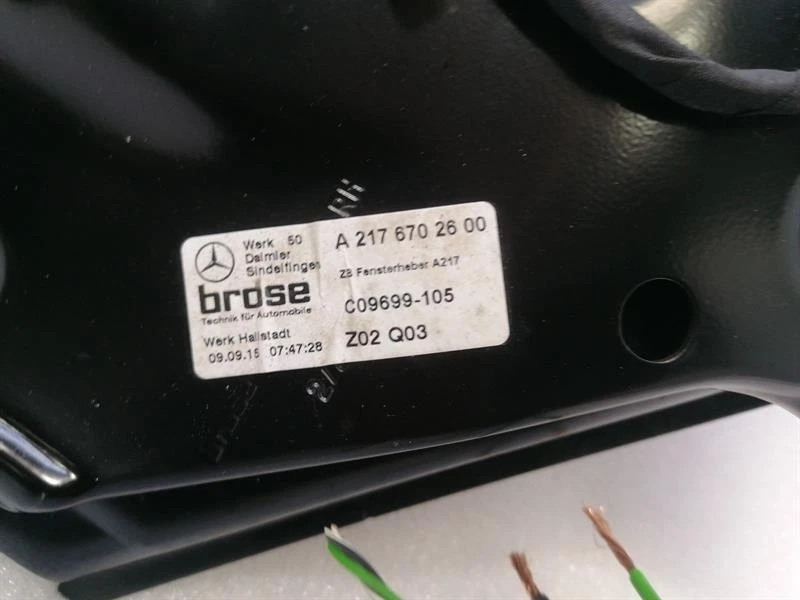 RH
Werk 50
Daimler
Sindelfingen
A 217 670 26 00
ZB Fensterheber A217
brose
Technik für Automobile
C09699-105
Werk Hallstadt
09.09.15 07:47:28
Z02 Q03